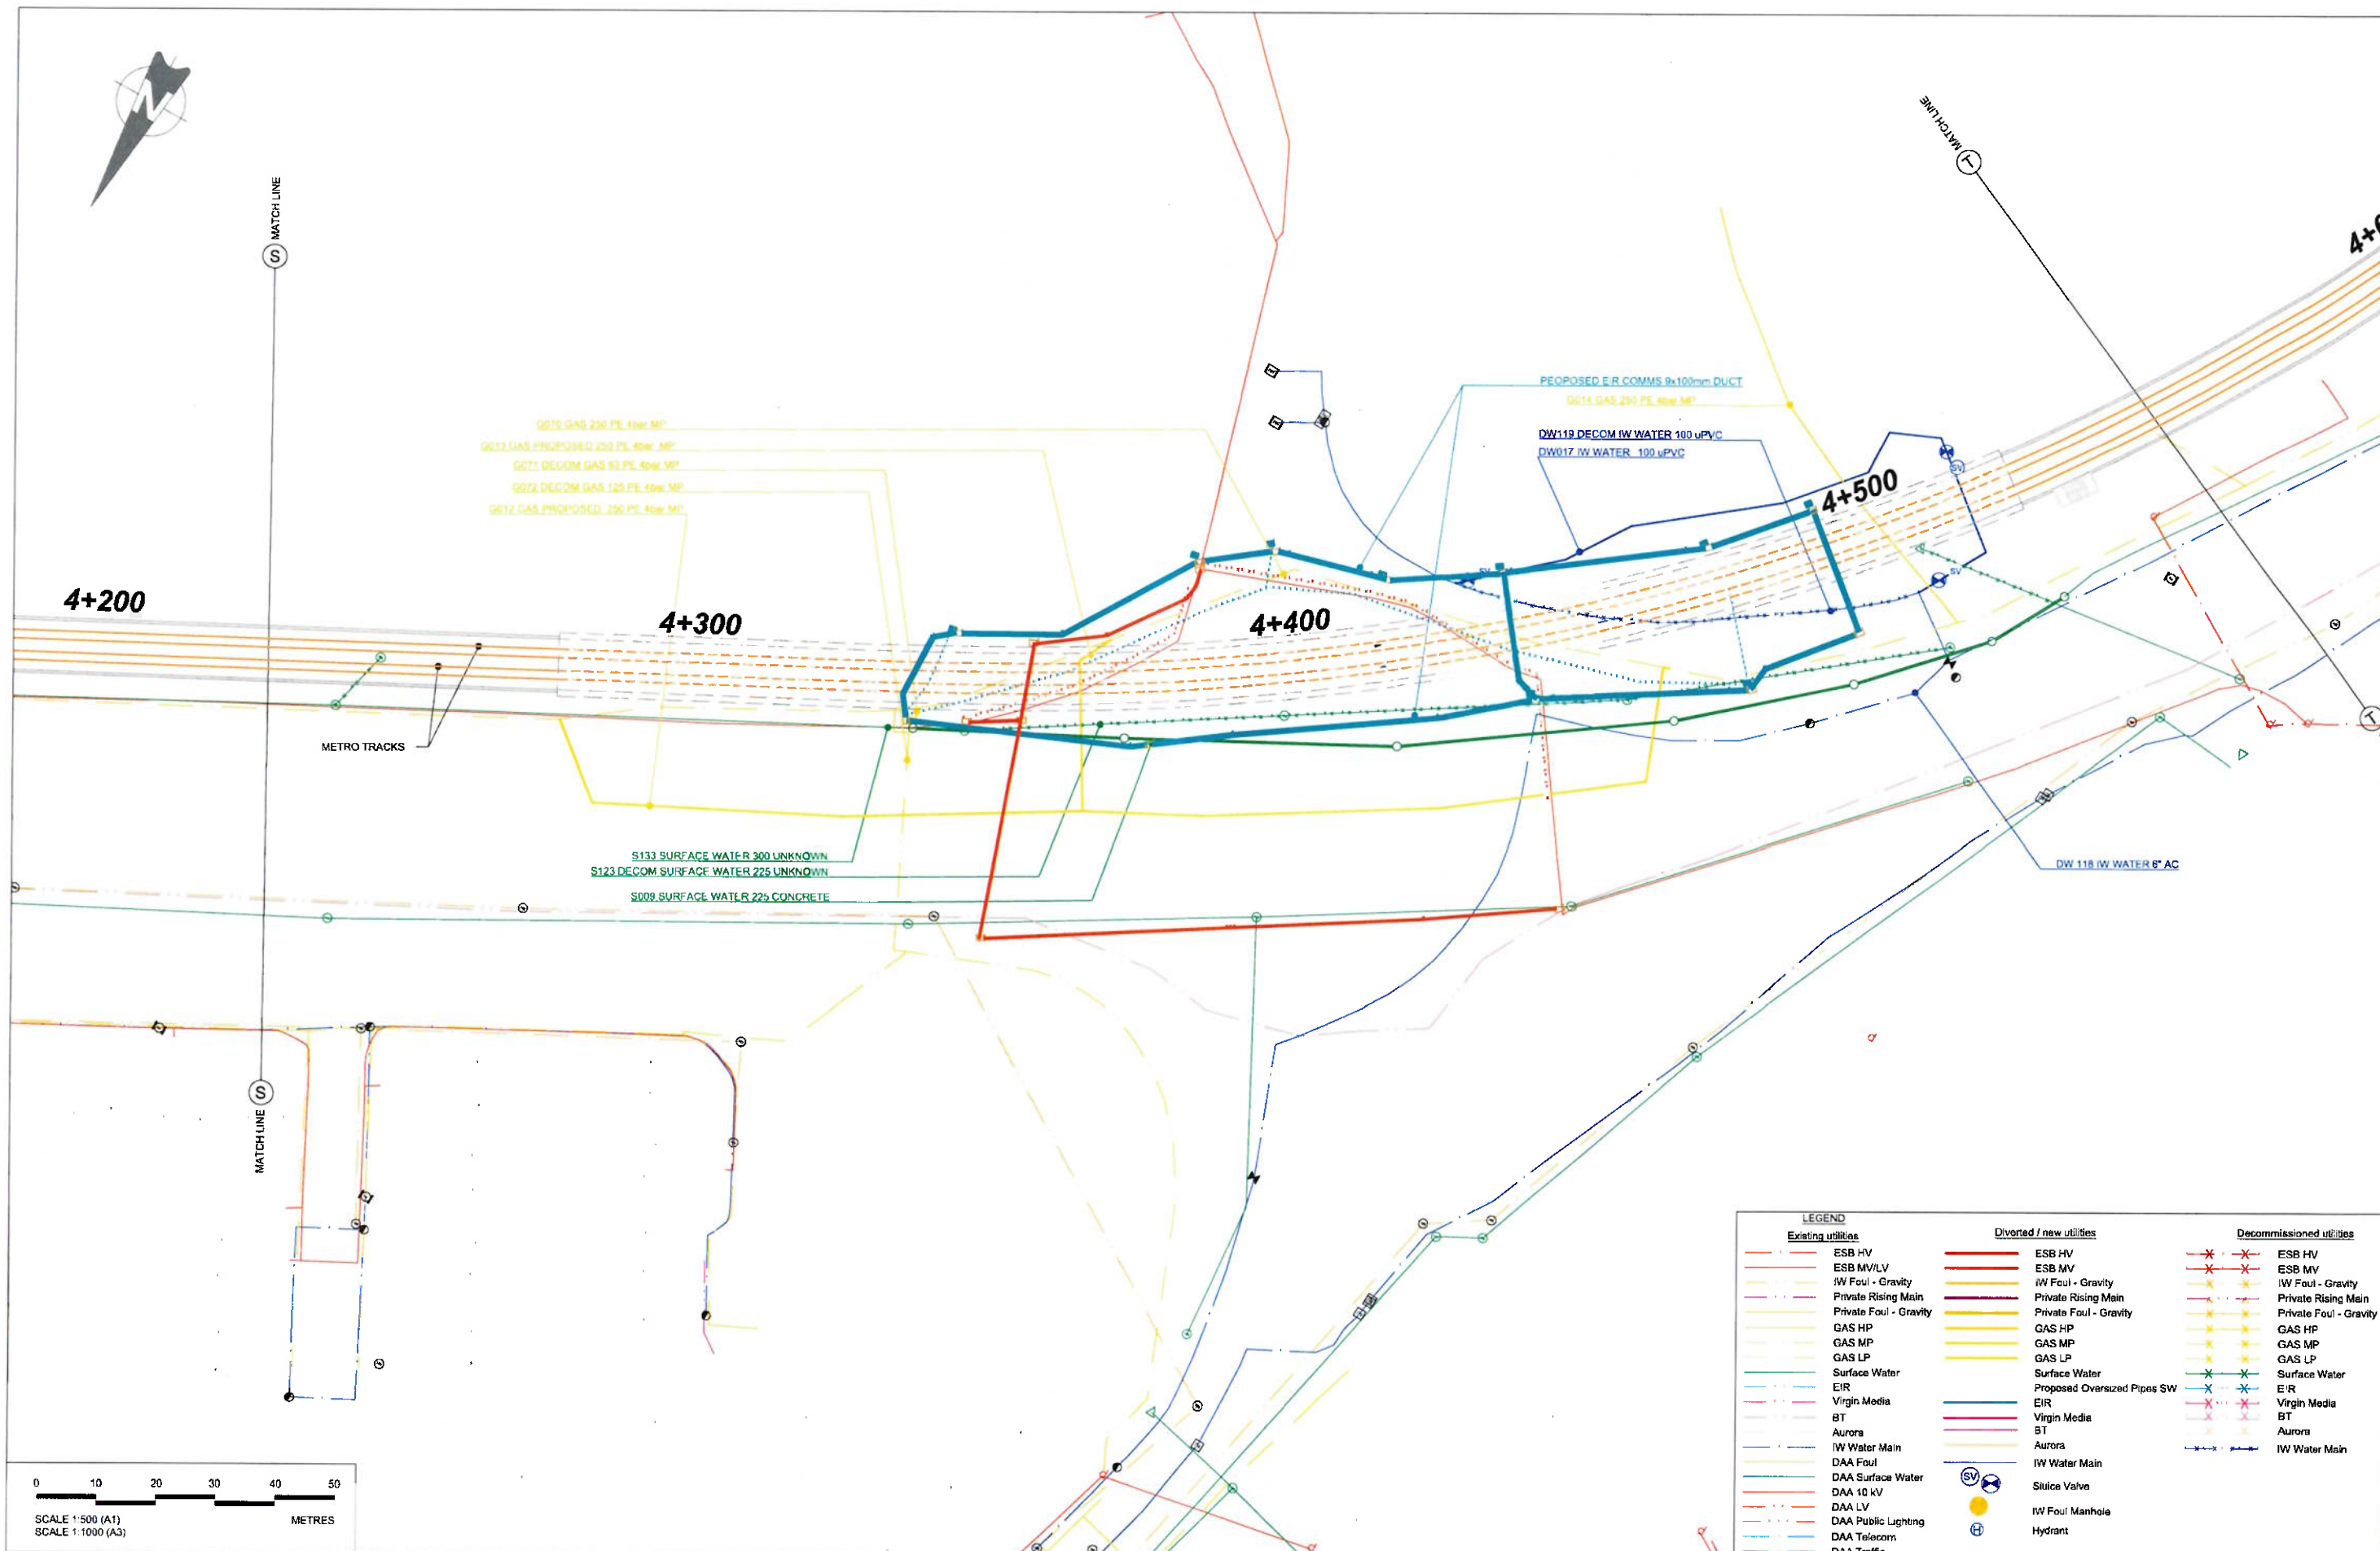 N
MATCH LINE
S
MATCH LINE
T
4+200
4+300
4+400
4+500
METRO TRACKS
G070 GAS 250 PE 4bar MP
G013 GAS PROPOSED 250 PE 4bar MP
G071 DECOM GAS 63 PE 4bar MP
G072 DECOM GAS 125 PE 4bar MP
G012 GAS PROPOSED 250 PE 4bar MP
PEOPOSED EIR COMMS 9x100mm DUCT
G014 GAS 250 PE 4bar MP
DW119 DECOM IW WATER 100 uPVC
DW017 IW WATER 100 uPVC
SV
SV
SV
S133 SURFACE WATER 300 UNKNOWN
S123 DECOM SURFACE WATER 225 UNKNOWN
S009 SURFACE WATER 225 CONCRETE
DW 118 IW WATER 6" AC
T
S
MATCH LINE
0 10 20 30 40 50
SCALE 1:500 (A1) METRES
SCALE 1:1000 (A3)
LEGEND
Existing utilities
ESB HV
ESB MV/LV
IW Foul - Gravity
Private Rising Main
Private Foul - Gravity
GAS HP
GAS MP
GAS LP
Surface Water
EIR
Virgin Media
BT
Aurora
IW Water Main
DAA Foul
DAA Surface Water
DAA 10 kV
DAA LV
DAA Public Lighting
DAA Telecom
DAA Traffic
Diverted / new utilities
ESB HV
ESB MV
IW Foul - Gravity
Private Rising Main
Private Foul - Gravity
GAS HP
GAS MP
GAS LP
Surface Water
Proposed Oversized Pipes SW
EIR
Virgin Media
BT
Aurora
IW Water Main
SV Sluice Valve
IW Foul Manhole
H Hydrant
Decommissioned utilities
ESB HV
ESB MV
IW Foul - Gravity
Private Rising Main
Private Foul - Gravity
GAS HP
GAS MP
GAS LP
Surface Water
EIR
Virgin Media
BT
Aurora
IW Water Main